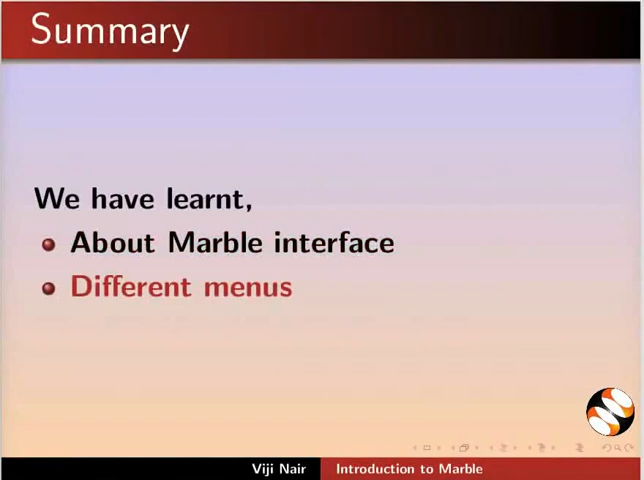 Summary
We have learnt,
About Marble interface
Different menus
Viji Nair
Introduction to Marble